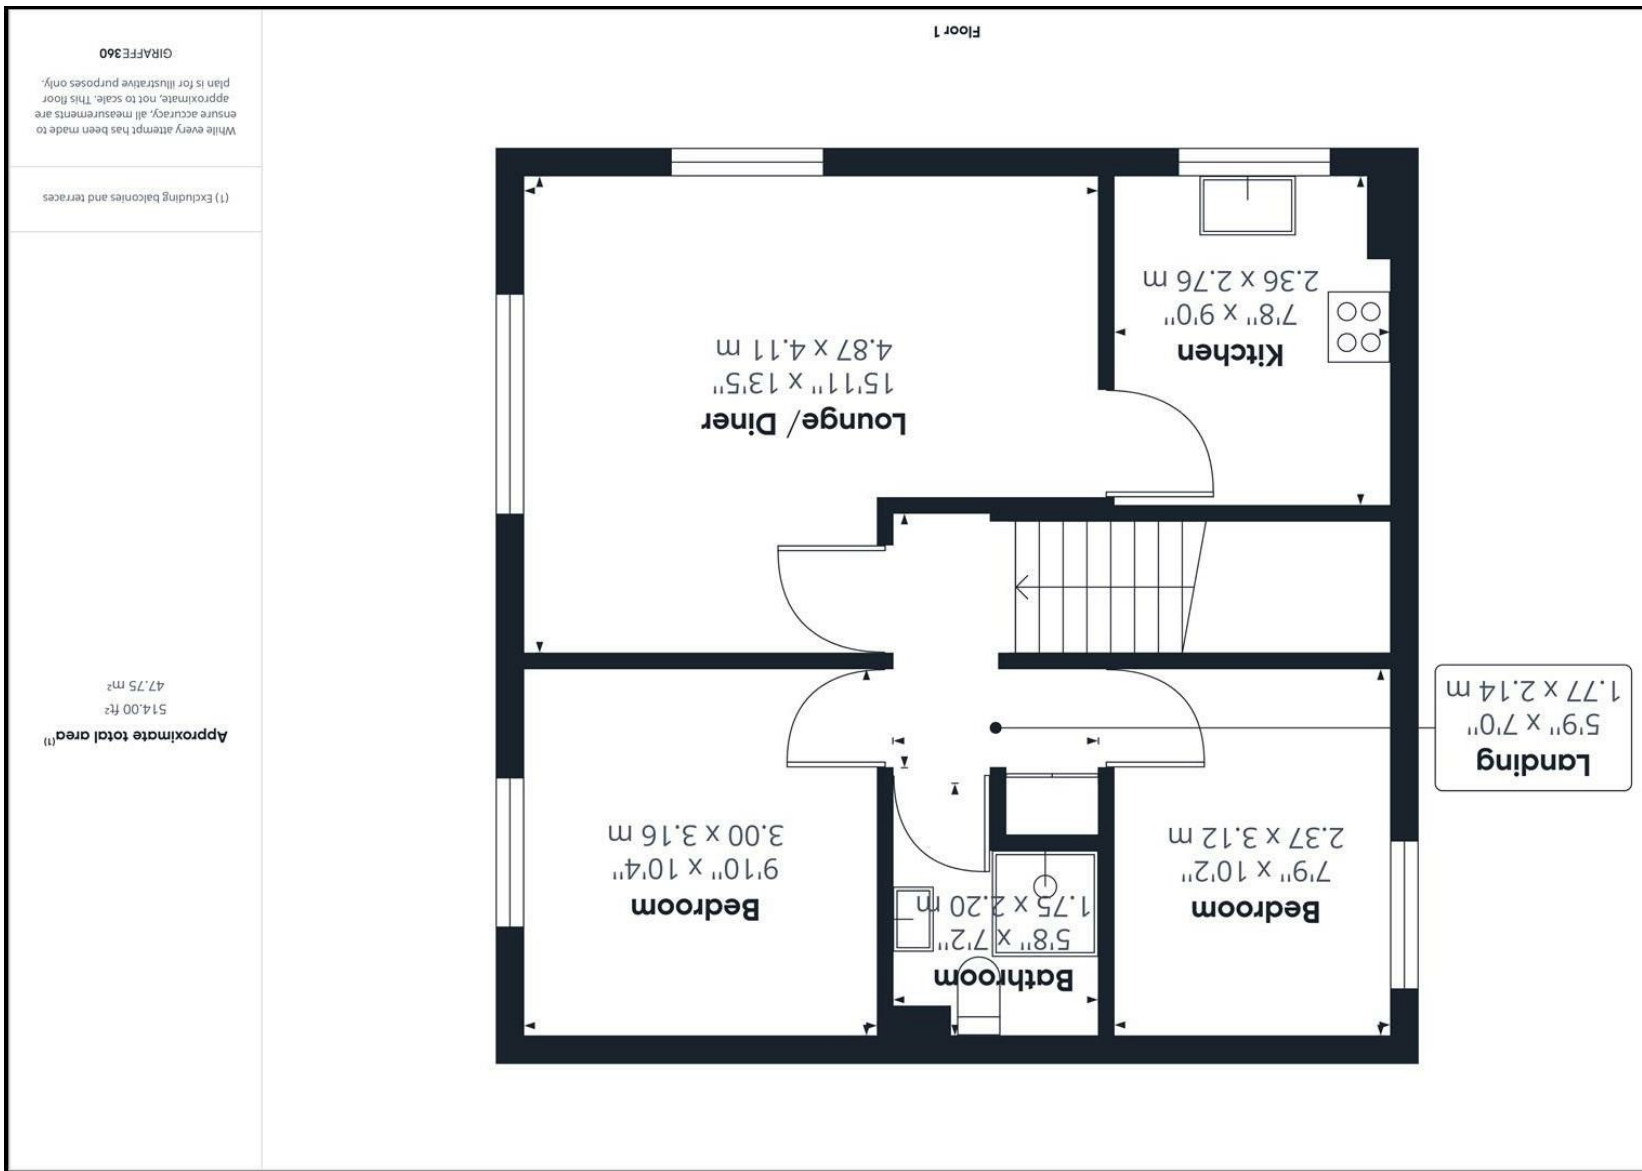 Landing
5'9" x 7'0"
1.77 x 2.14 m
Bedroom
7'9" x 10'2"
2.37 x 3.12 m
Bathroom
5'8" x 7'2"
1.75 x 2.20 m
Bedroom
9'10" x 10'4"
3.00 x 3.16 m
Kitchen
7'8" x 9'0"
2.36 x 2.76 m
Lounge/ Diner
15'11" x 13'5"
4.87 x 4.11 m
Floor 1
Approximate total area(1)
514.00 ft²
47.75 m²
(1) Excluding balconies and terraces
While every attempt has been made to
ensure accuracy, all measurements are
approximate, not to scale. This floor
plan is for illustrative purposes only.
GIRAFFE360